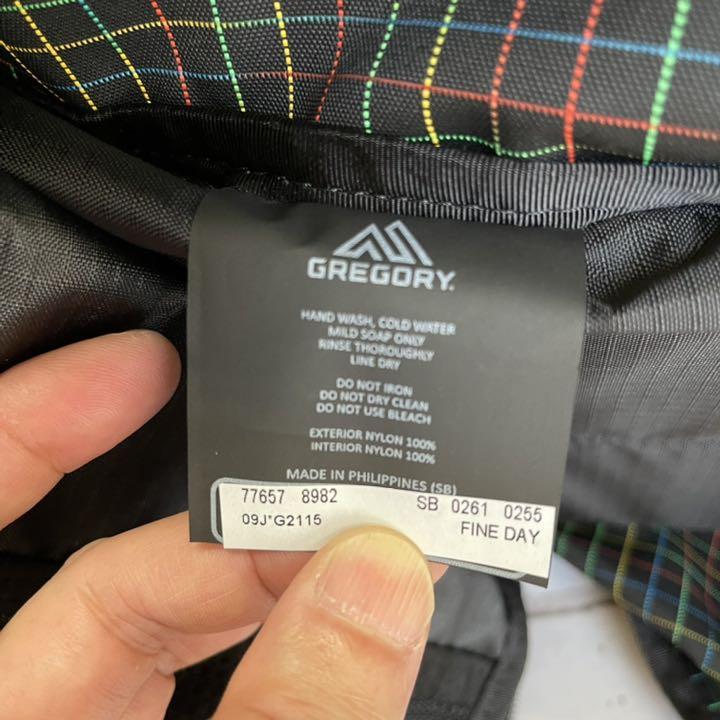 GREGORY.
HAND WASH, COLD WATER
MILD SOAP ONLY
RINSE THOROUGHLY
LINE DRY
DO NOT IRON
DO NOT DRY CLEAN
DO NOT USE BLEACH
EXTERIOR NYLON 100%
INTERIOR NYLON 100%
MADE IN PHILIPPINES (SB)
77657 8982 SB 0261 0255
09J*G2115 FINE DAY